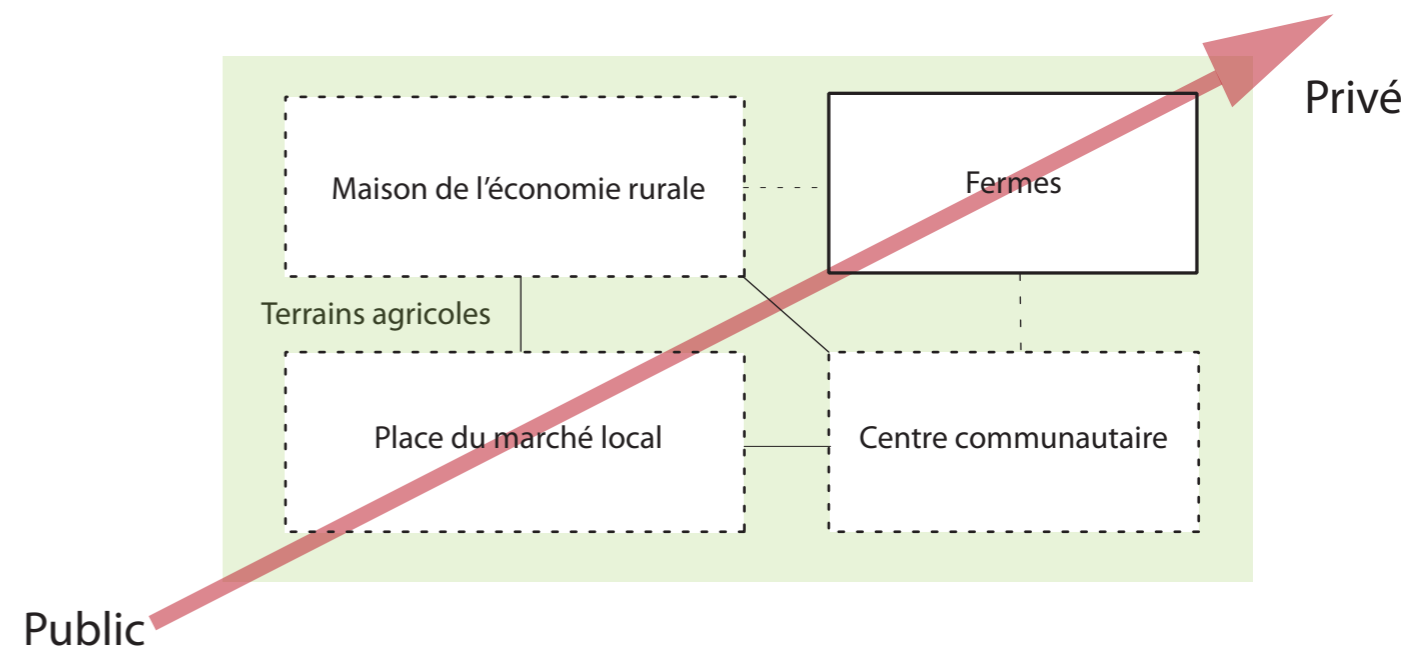 Privé
Maison de l’économie rurale
Fermes
Terrains agricoles
Place du marché local
Centre communautaire
Public